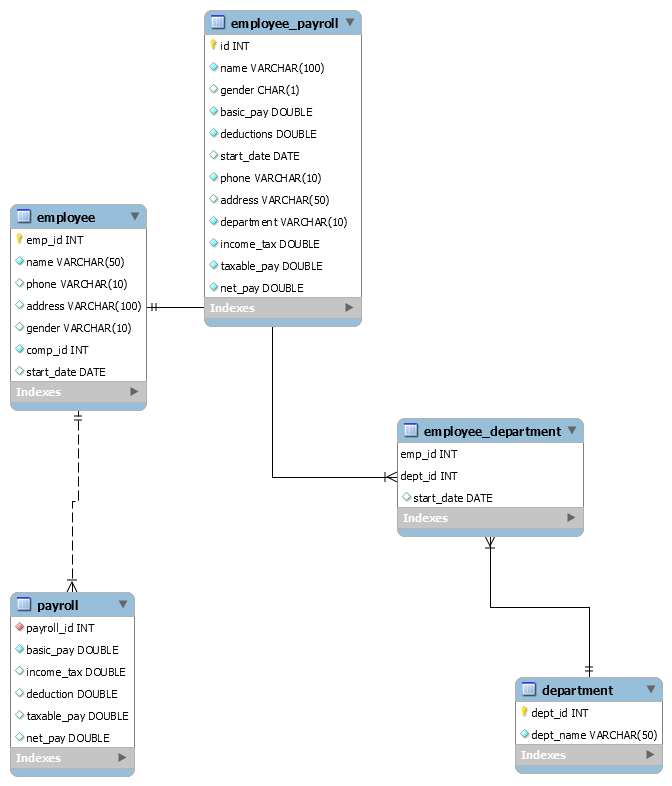 employee_payroll
id INT
name VARCHAR(100)
gender CHAR(1)
basic_pay DOUBLE
deductions DOUBLE
start_date DATE
phone VARCHAR(10)
address VARCHAR(50)
department VARCHAR(10)
income_tax DOUBLE
taxable_pay DOUBLE
net_pay DOUBLE
Indexes
employee
emp_id INT
name VARCHAR(50)
phone VARCHAR(10)
address VARCHAR(100)
gender VARCHAR(10)
comp_id INT
start_date DATE
Indexes
employee_department
emp_id INT
dept_id INT
start_date DATE
Indexes
payroll
payroll_id INT
basic_pay DOUBLE
income_tax DOUBLE
deduction DOUBLE
taxable_pay DOUBLE
net_pay DOUBLE
Indexes
department
dept_id INT
dept_name VARCHAR(50)
Indexes